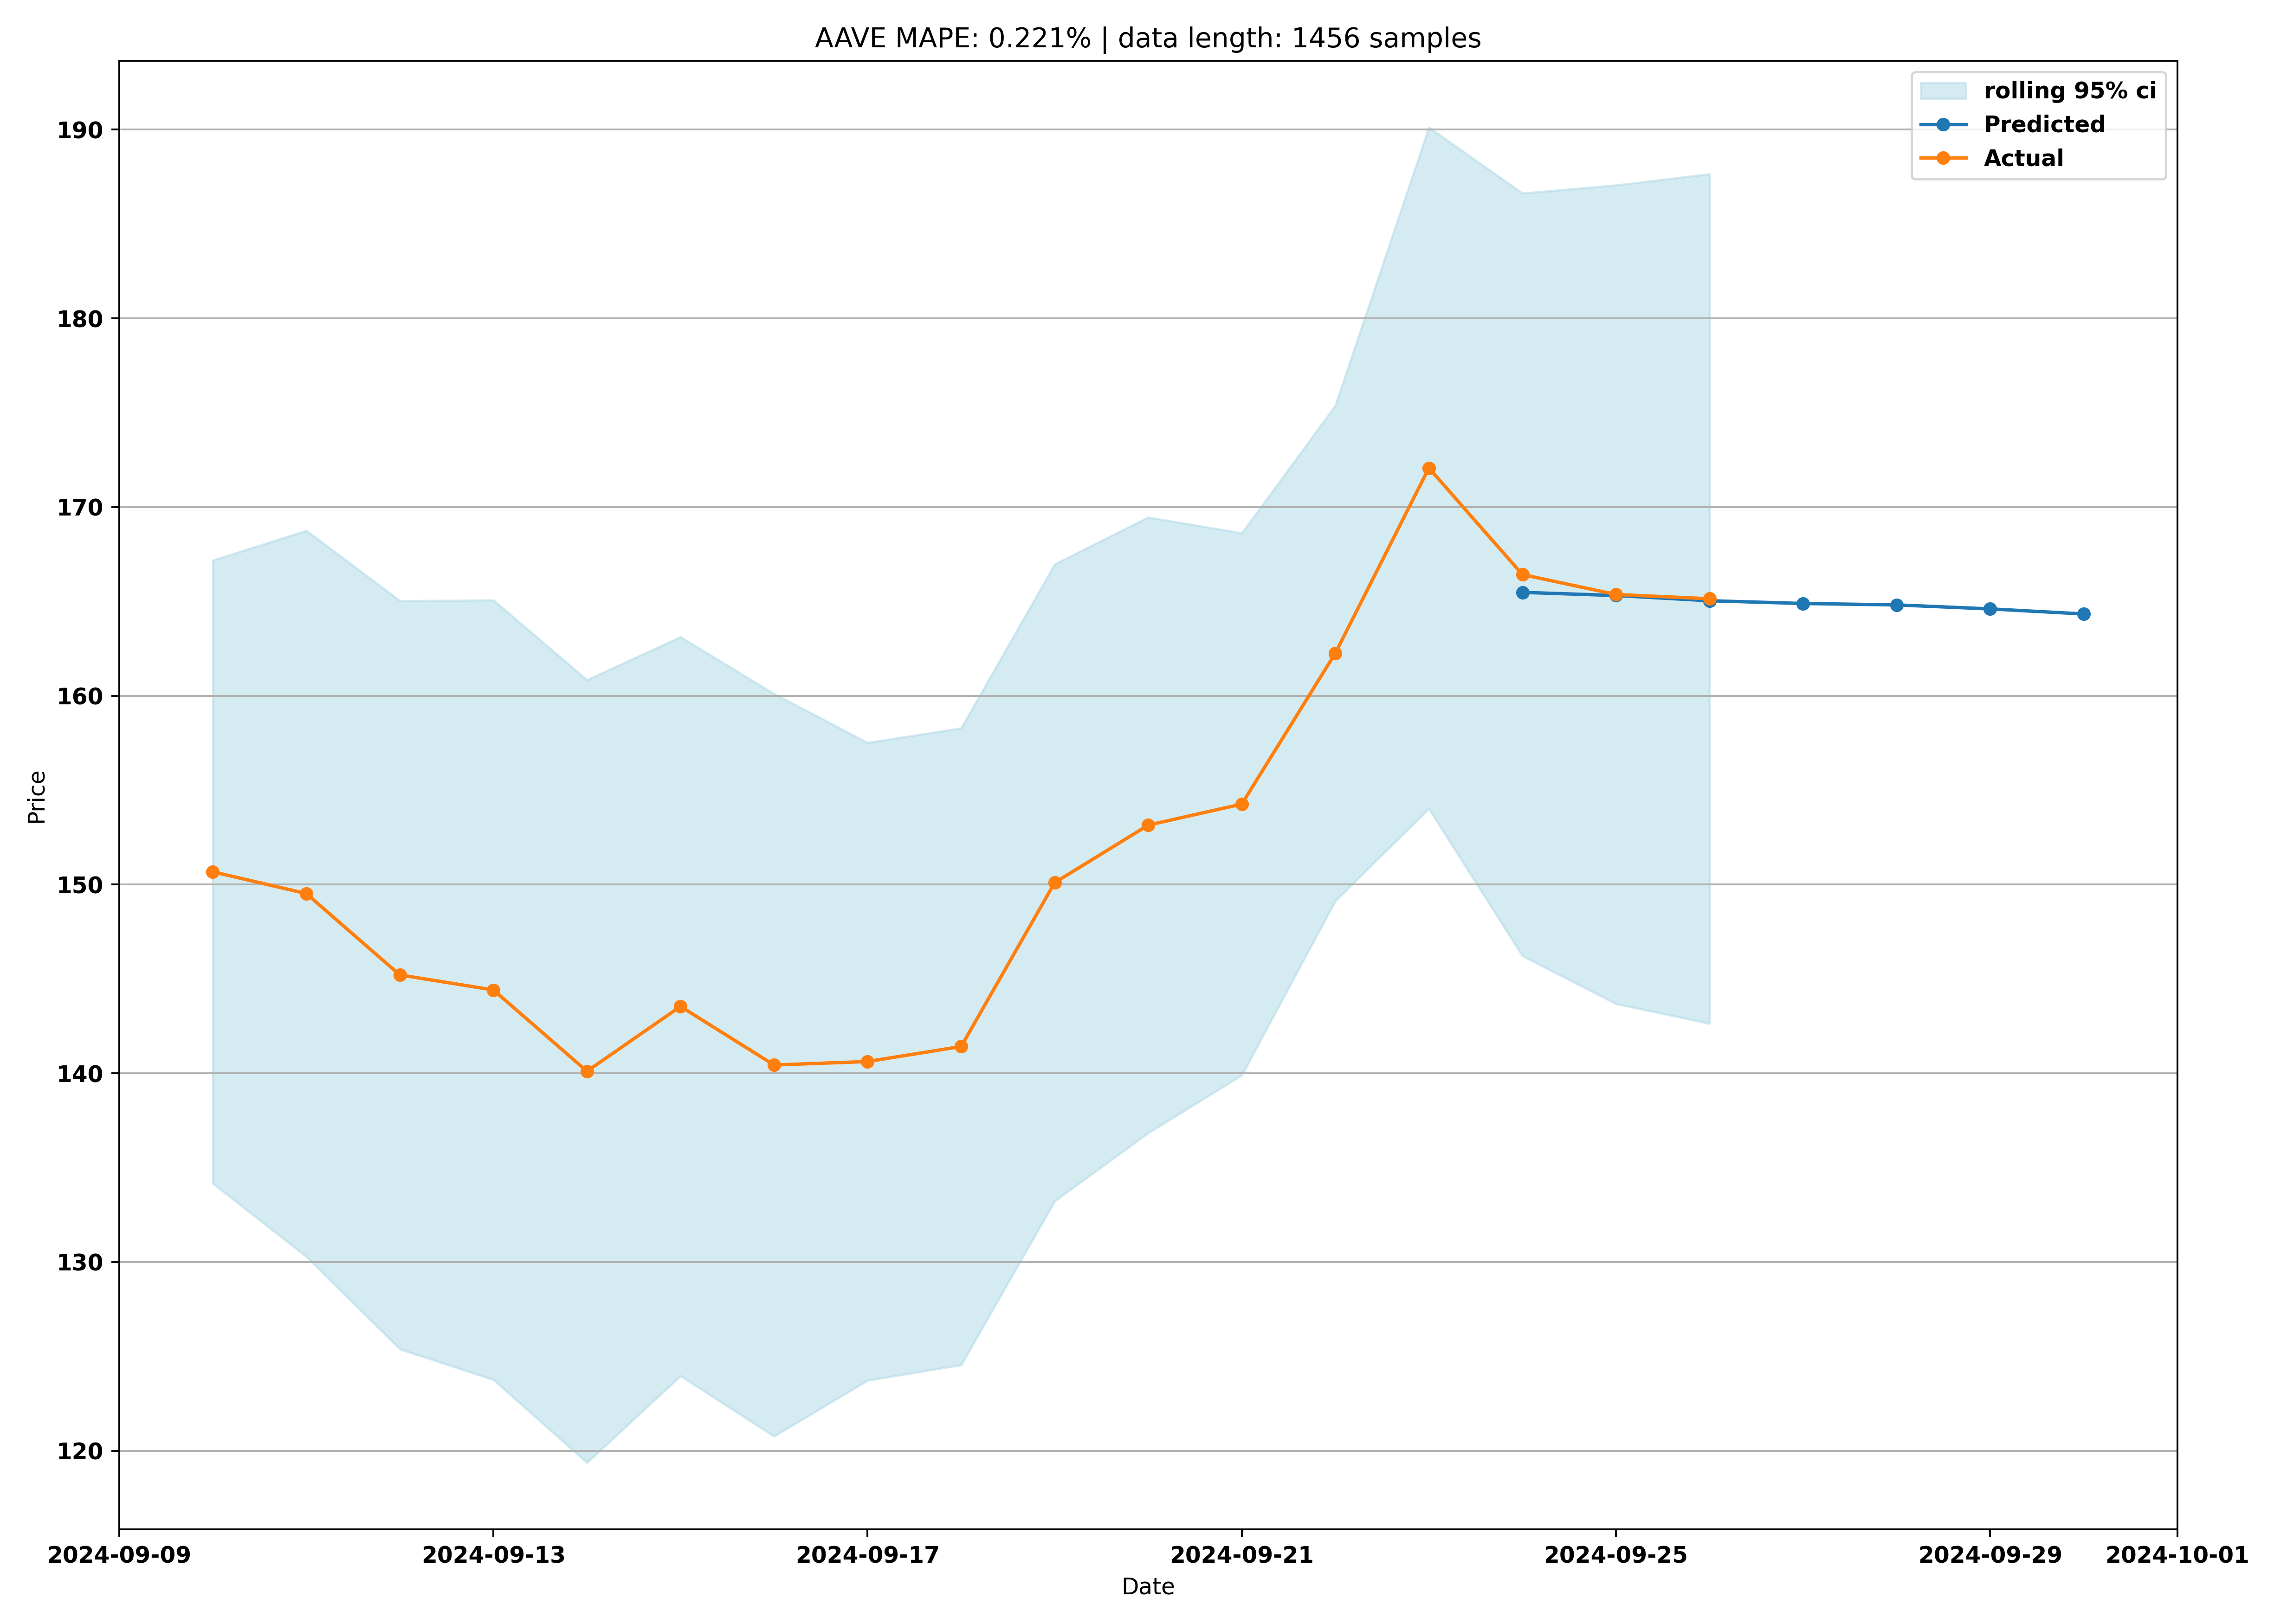 AAVE MAPE: 0.221% | data length: 1456 samples
rolling 95% ci
Predicted
Actual
190
180
170
160
150
140
130
120
Price
2024-09-09 2024-09-13 2024-09-17 2024-09-21 2024-09-25 2024-09-29 2024-10-01
Date